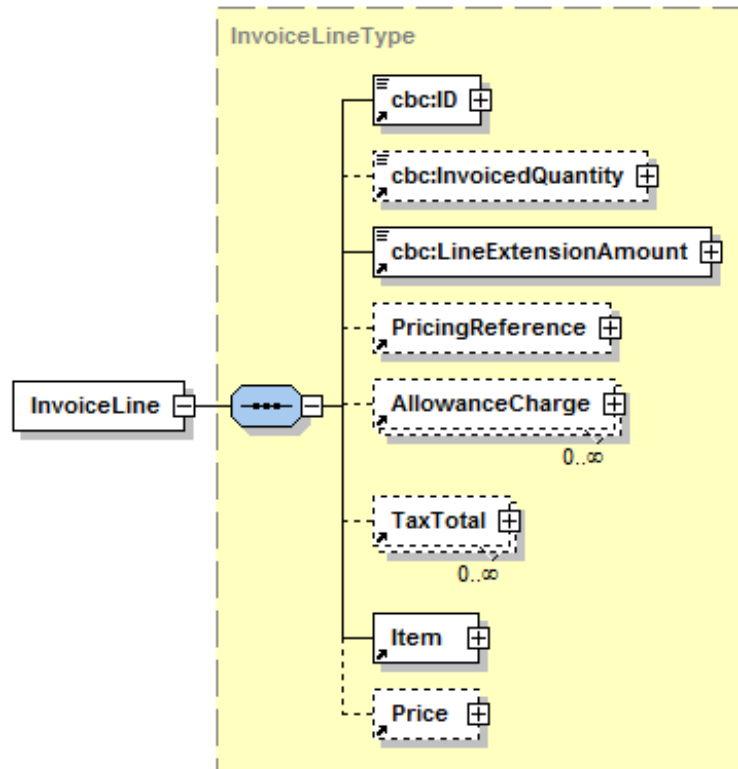 InvoiceLineType
cbc:ID
cbc:InvoicedQuantity
cbc:LineExtensionAmount
PricingReference
InvoiceLine
AllowanceCharge
0..∞
TaxTotal
0..∞
Item
Price